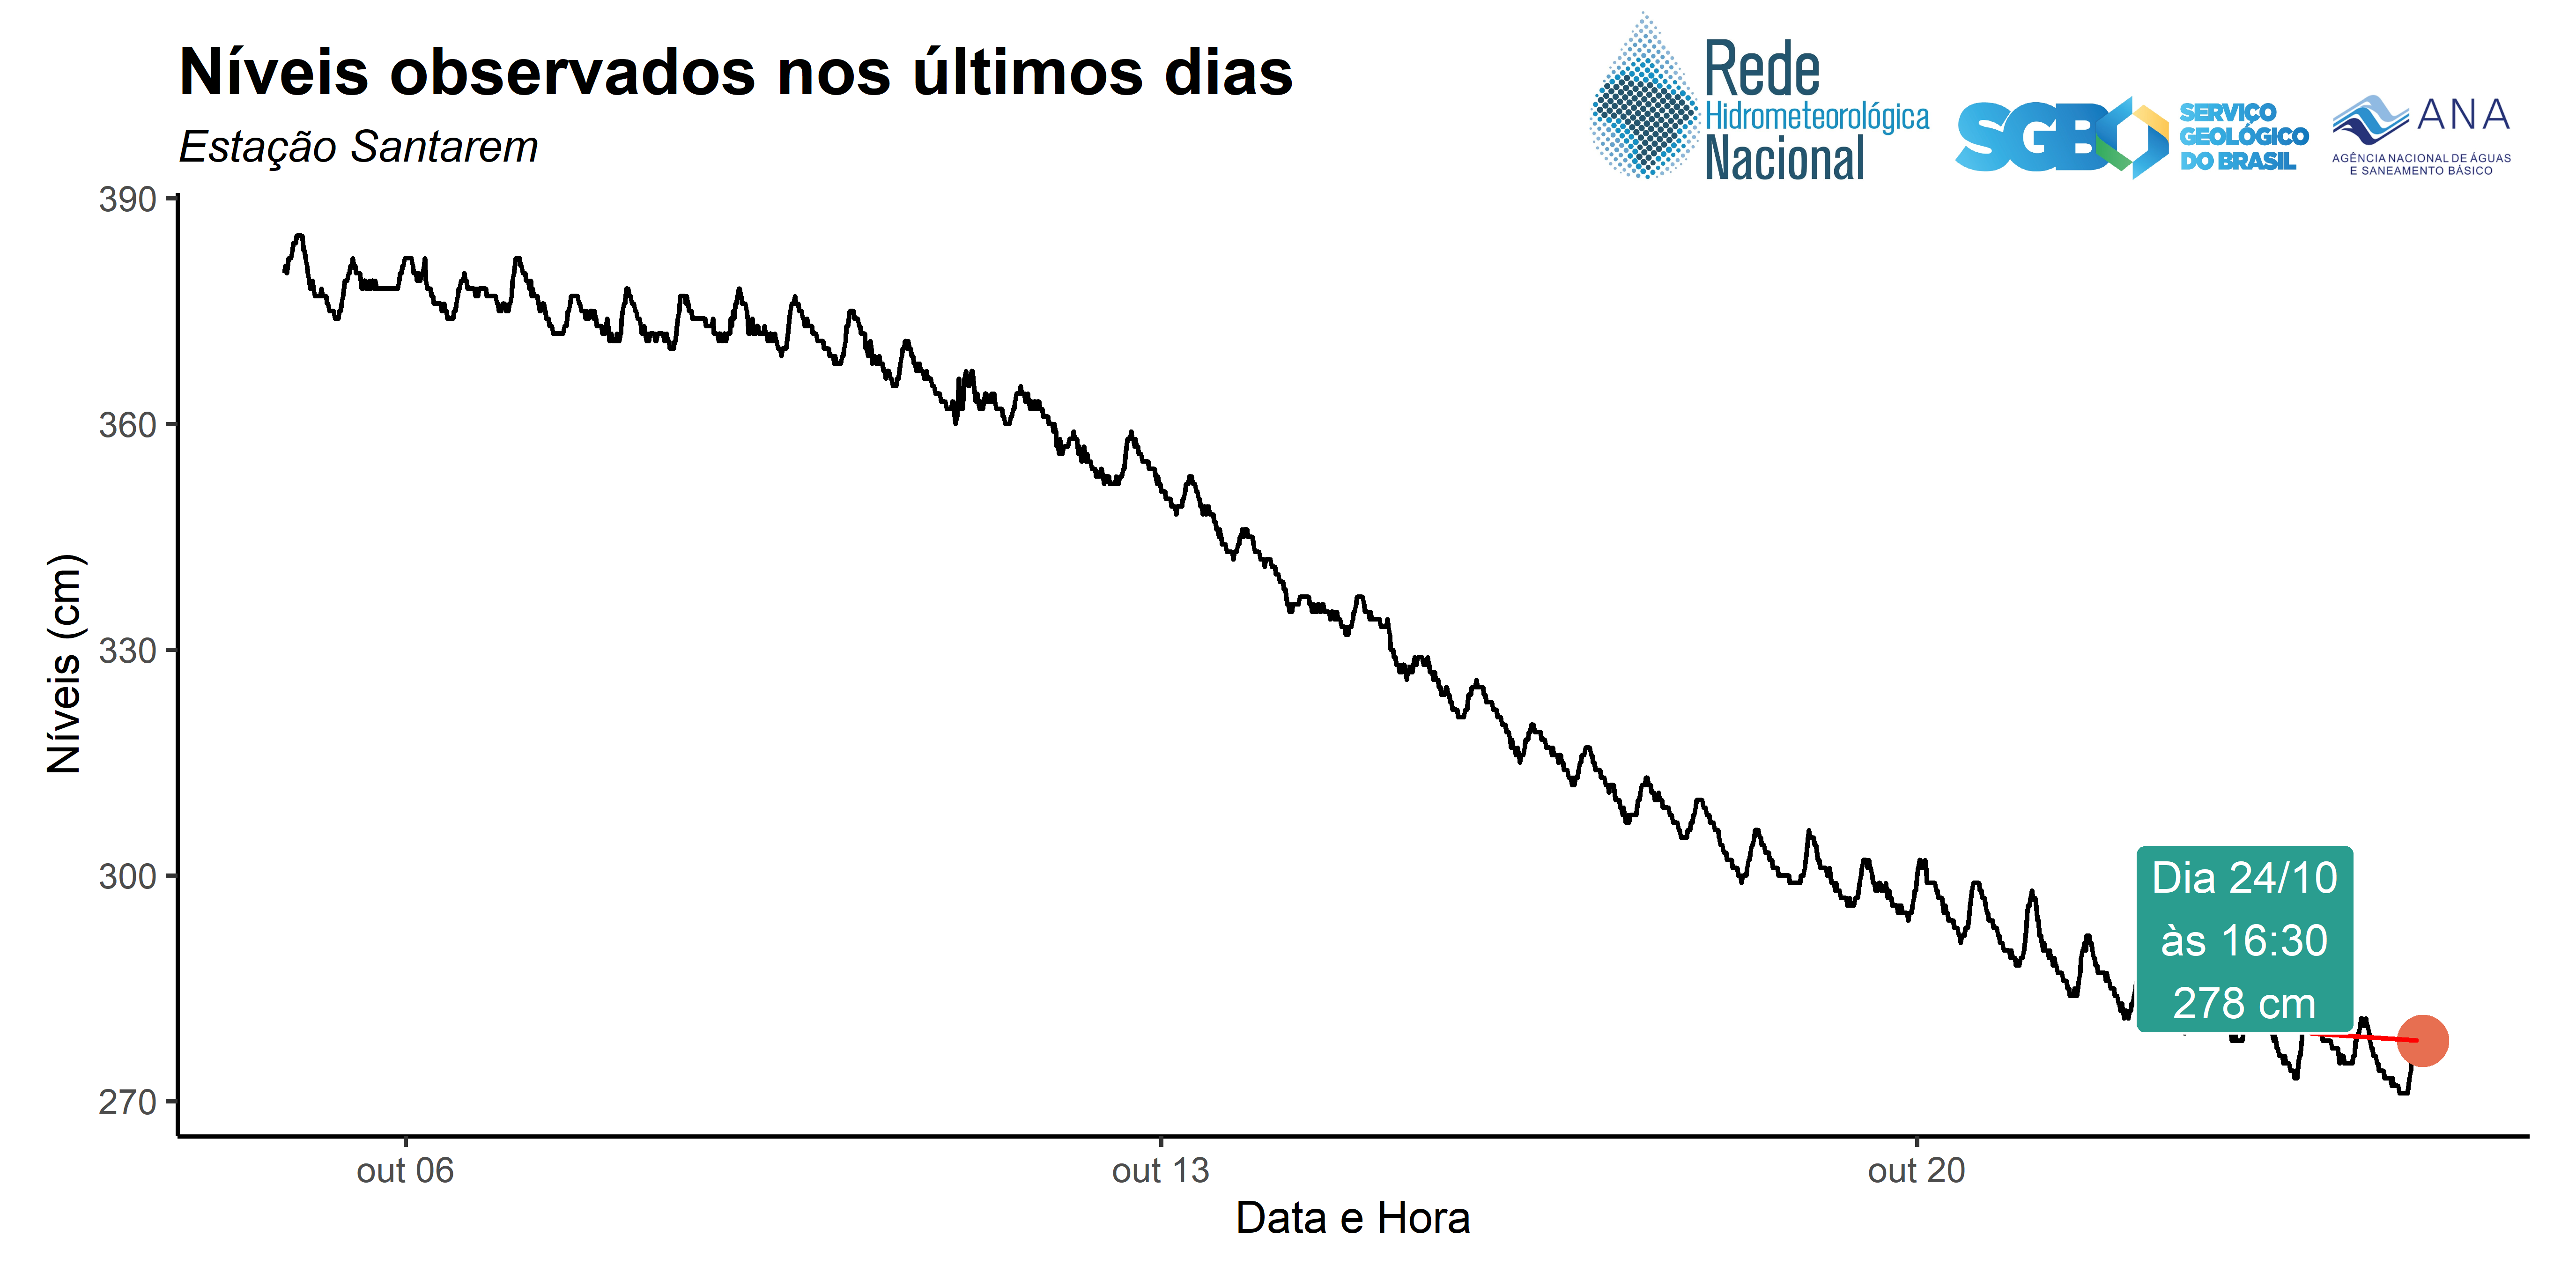 Níveis observados nos últimos dias
Estação Santarem
Rede
Hidrometeorológica
Nacional
SGB
SERVIÇO
GEOLÓGICO
DO BRASIL
ANA
AGÊNCIA NACIONAL DE ÁGUAS
E SANEAMENTO BÁSICO
390
360
330
300
270
Níveis (cm)
Dia 24/10
às 16:30
278 cm
out 06
out 13
out 20
Data e Hora